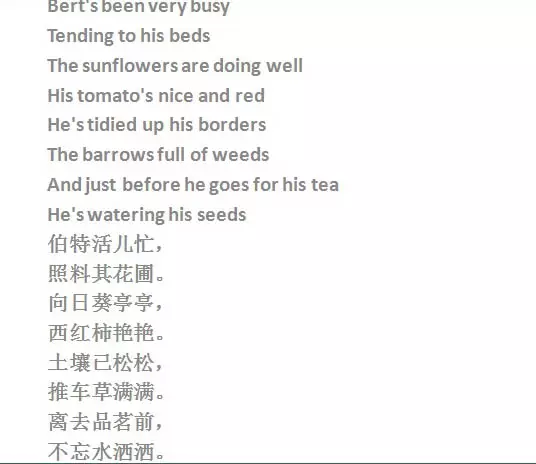 Bert's been very busy
Tending to his beds
The sunflowers are doing well
His tomato's nice and red
He's tidied up his borders
The barrows full of weeds
And just before he goes for his tea
He's watering his seeds
伯特活儿忙，
照料其花圃。
向日葵亭亭，
西红柿艳艳。
土壤已松松，
推车草满满。
离去品茗前，
不忘水洒洒。